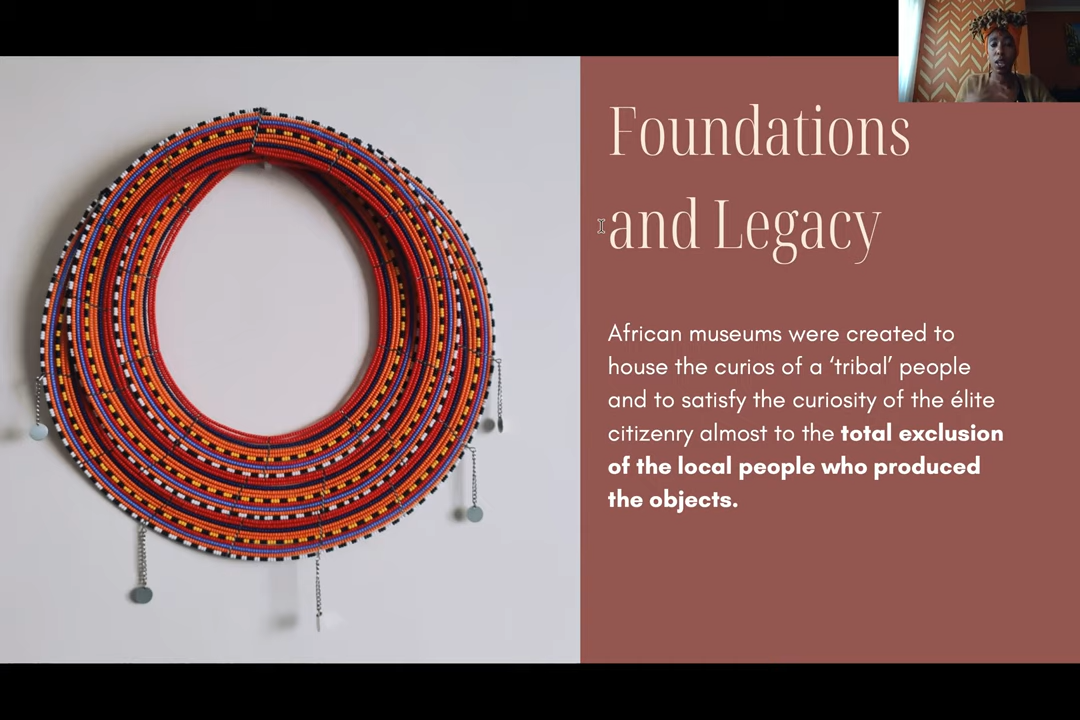 Foundations
and Legacy
African museums were created to
house the curios of a ‘tribal’ people
and to satisfy the curiosity of the élite
citizenry almost to the total exclusion
of the local people who produced
the objects.